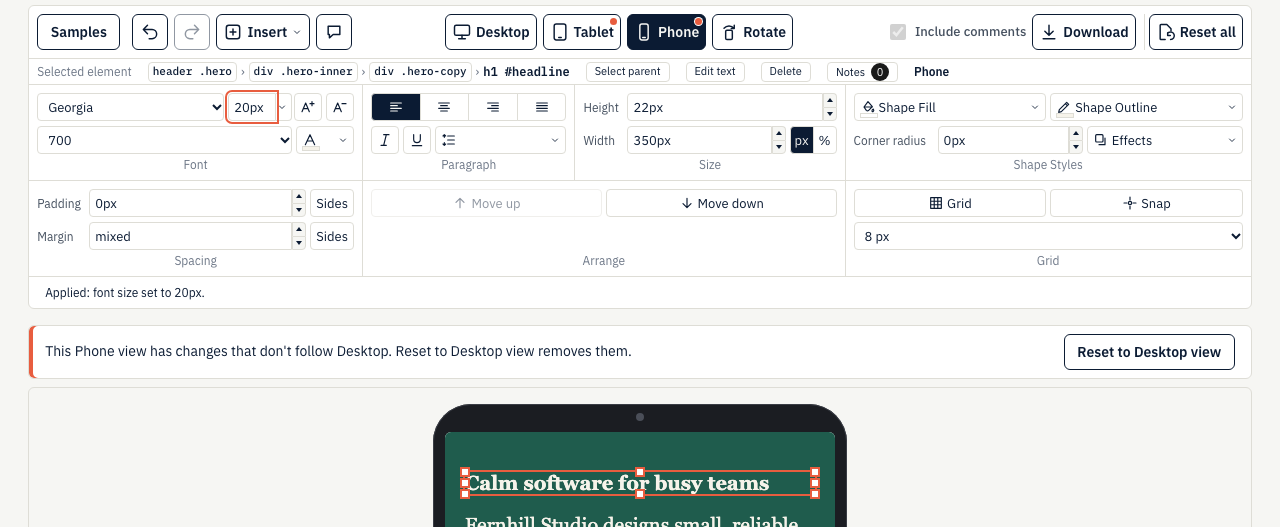 Samples Insert Desktop Tablet Phone Rotate Include comments Download Reset all
Selected element header .hero › div .hero-inner › div .hero-copy › h1 #headline Select parent Edit text Delete Notes 0 Phone
Georgia 20px A+ A- Height 22px Shape Fill Shape Outline
700 A I U Width 350px px % Corner radius 0px Effects
Font Paragraph Size Shape Styles
Padding 0px Sides Move up Move down Grid Snap
Margin mixed Sides 8 px
Spacing Arrange Grid
Applied: font size set to 20px.
This Phone view has changes that don't follow Desktop. Reset to Desktop view removes them. Reset to Desktop view
Calm software for busy teams
Fernhill Studio designs small, reliable